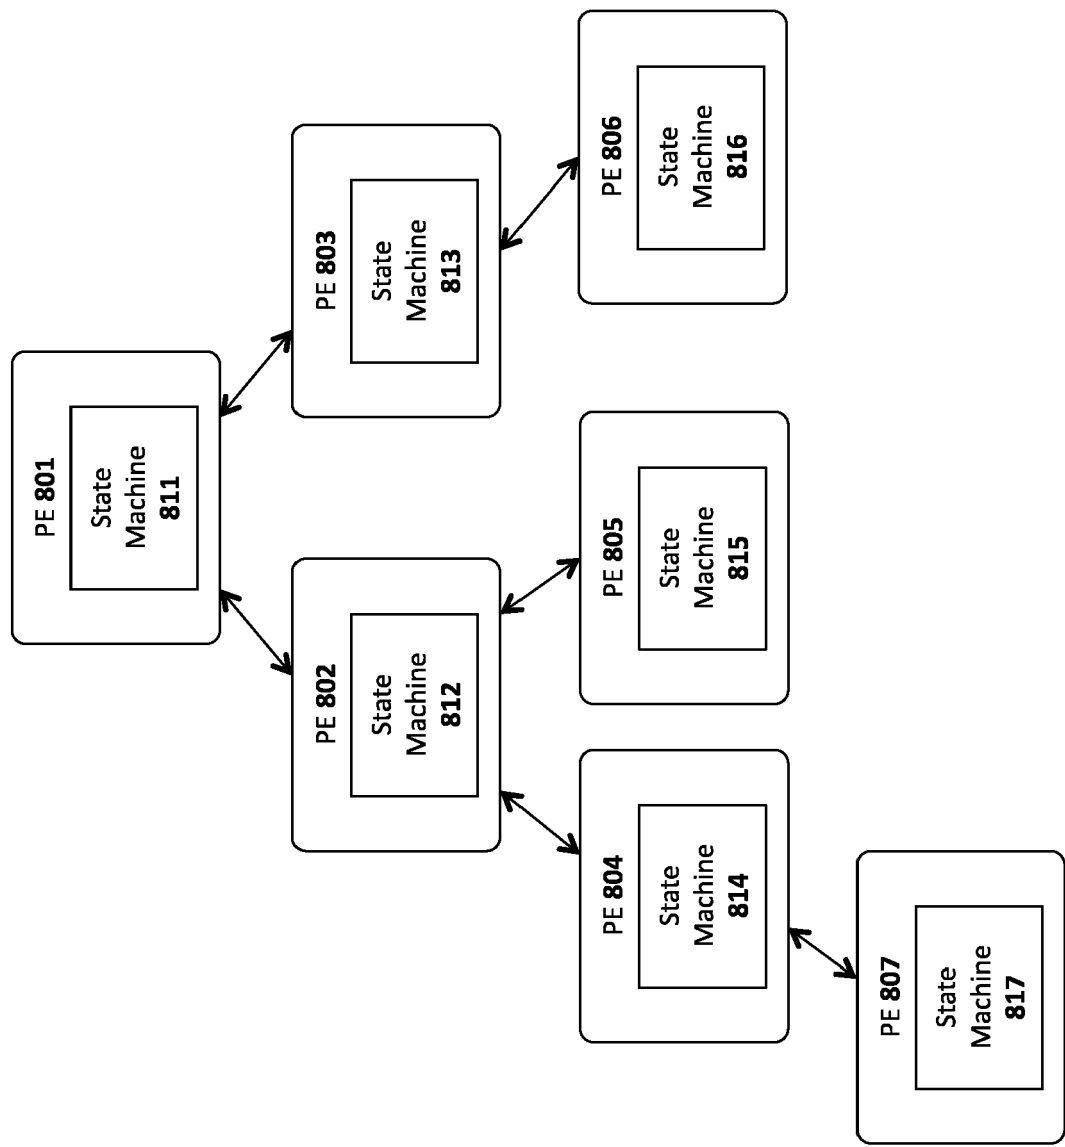 PE 801
State
Machine
811
PE 802
State
Machine
812
PE 803
State
Machine
813
PE 804
State
Machine
814
PE 805
State
Machine
815
PE 806
State
Machine
816
PE 807
State
Machine
817